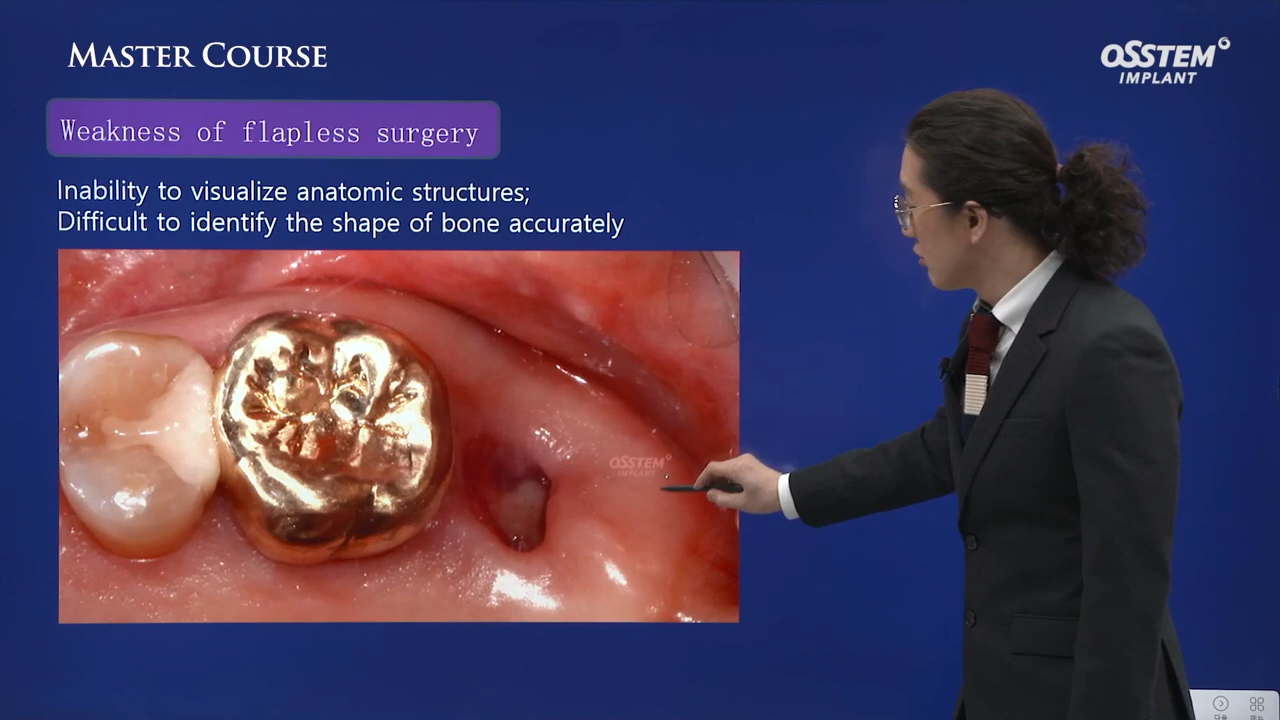 MASTER COURSE
OSSTEM
IMPLANT
Weakness of flapless surgery
Inability to visualize anatomic structures;
Difficult to identify the shape of bone accurately
OSSTEM
IMPLANT